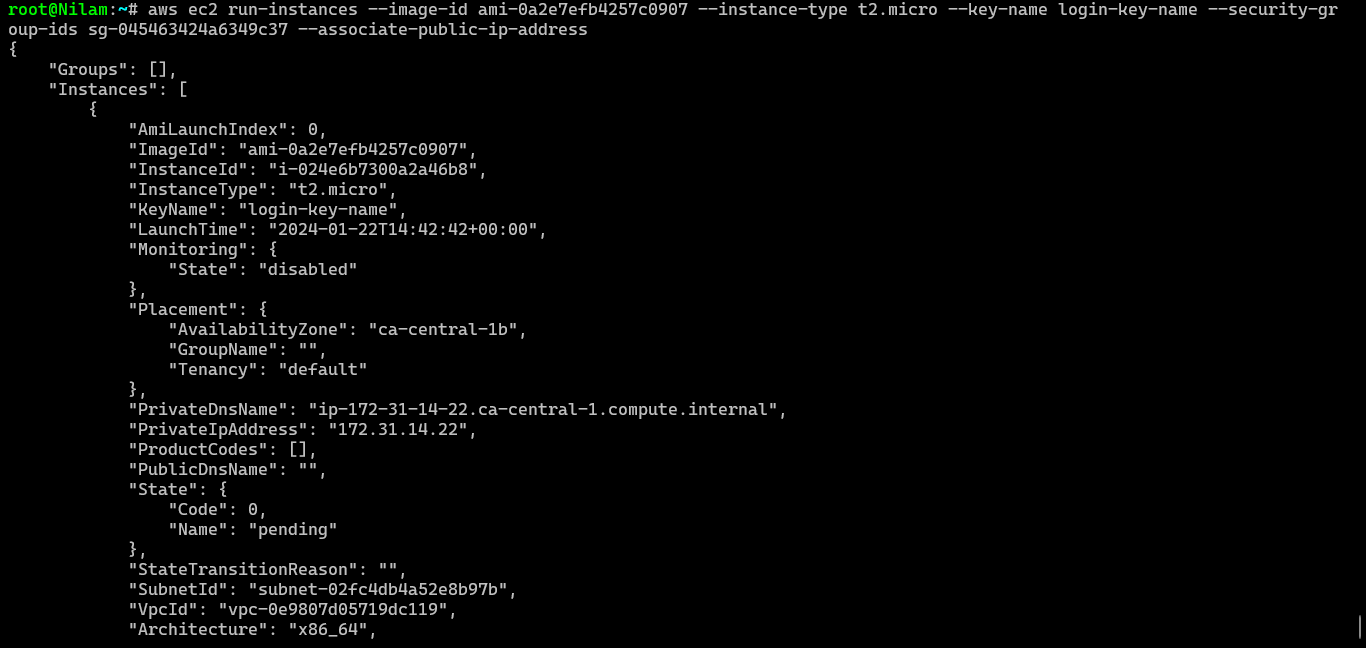 root@Nilam:~# aws ec2 run-instances --image-id ami-0a2e7efb4257c0907 --instance-type t2.micro --key-name login-key-name --security-gr
oup-ids sg-045463424a6349c37 --associate-public-ip-address
{
    "Groups": [],
    "Instances": [
        {
            "AmiLaunchIndex": 0,
            "ImageId": "ami-0a2e7efb4257c0907",
            "InstanceId": "i-024e6b7300a2a46b8",
            "InstanceType": "t2.micro",
            "KeyName": "login-key-name",
            "LaunchTime": "2024-01-22T14:42:42+00:00",
            "Monitoring": {
                "State": "disabled"
            },
            "Placement": {
                "AvailabilityZone": "ca-central-1b",
                "GroupName": "",
                "Tenancy": "default"
            },
            "PrivateDnsName": "ip-172-31-14-22.ca-central-1.compute.internal",
            "PrivateIpAddress": "172.31.14.22",
            "ProductCodes": [],
            "PublicDnsName": "",
            "State": {
                "Code": 0,
                "Name": "pending"
            },
            "StateTransitionReason": "",
            "SubnetId": "subnet-02fc4db4a52e8b97b",
            "VpcId": "vpc-0e9807d05719dc119",
            "Architecture": "x86_64",